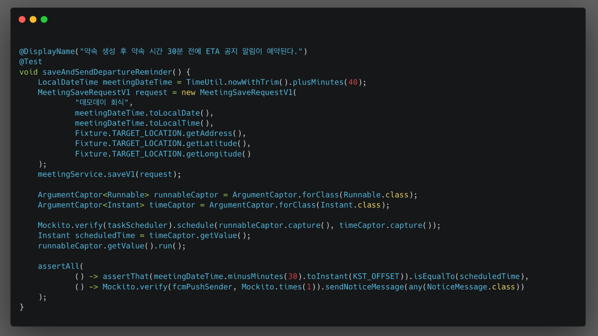 @DisplayName("약속 생성 후 약속 시간 30분 전에 ETA 공지 알림이 예약된다.")
@Test
void saveAndSendDepartureReminder() {
    LocalDateTime meetingDateTime = TimeUtil.nowWithTrim().plusMinutes(40);
    MeetingSaveRequestV1 request = new MeetingSaveRequestV1(
            "데모데이 회식",
            meetingDateTime.toLocalDate(),
            meetingDateTime.toLocalTime(),
            Fixture.TARGET_LOCATION.getAddress(),
            Fixture.TARGET_LOCATION.getLatitude(),
            Fixture.TARGET_LOCATION.getLongitude()
    );
    meetingService.saveV1(request);

    ArgumentCaptor<Runnable> runnableCaptor = ArgumentCaptor.forClass(Runnable.class);
    ArgumentCaptor<Instant> timeCaptor = ArgumentCaptor.forClass(Instant.class);

    Mockito.verify(taskScheduler).schedule(runnableCaptor.capture(), timeCaptor.capture());
    Instant scheduledTime = timeCaptor.getValue();
    runnableCaptor.getValue().run();

    assertAll(
            () -> assertThat(meetingDateTime.minusMinutes(30).toInstant(KST_OFFSET)).isEqualTo(scheduledTime),
            () -> Mockito.verify(fcmPushSender, Mockito.times(1)).sendNoticeMessage(any(NoticeMessage.class))
    );
}